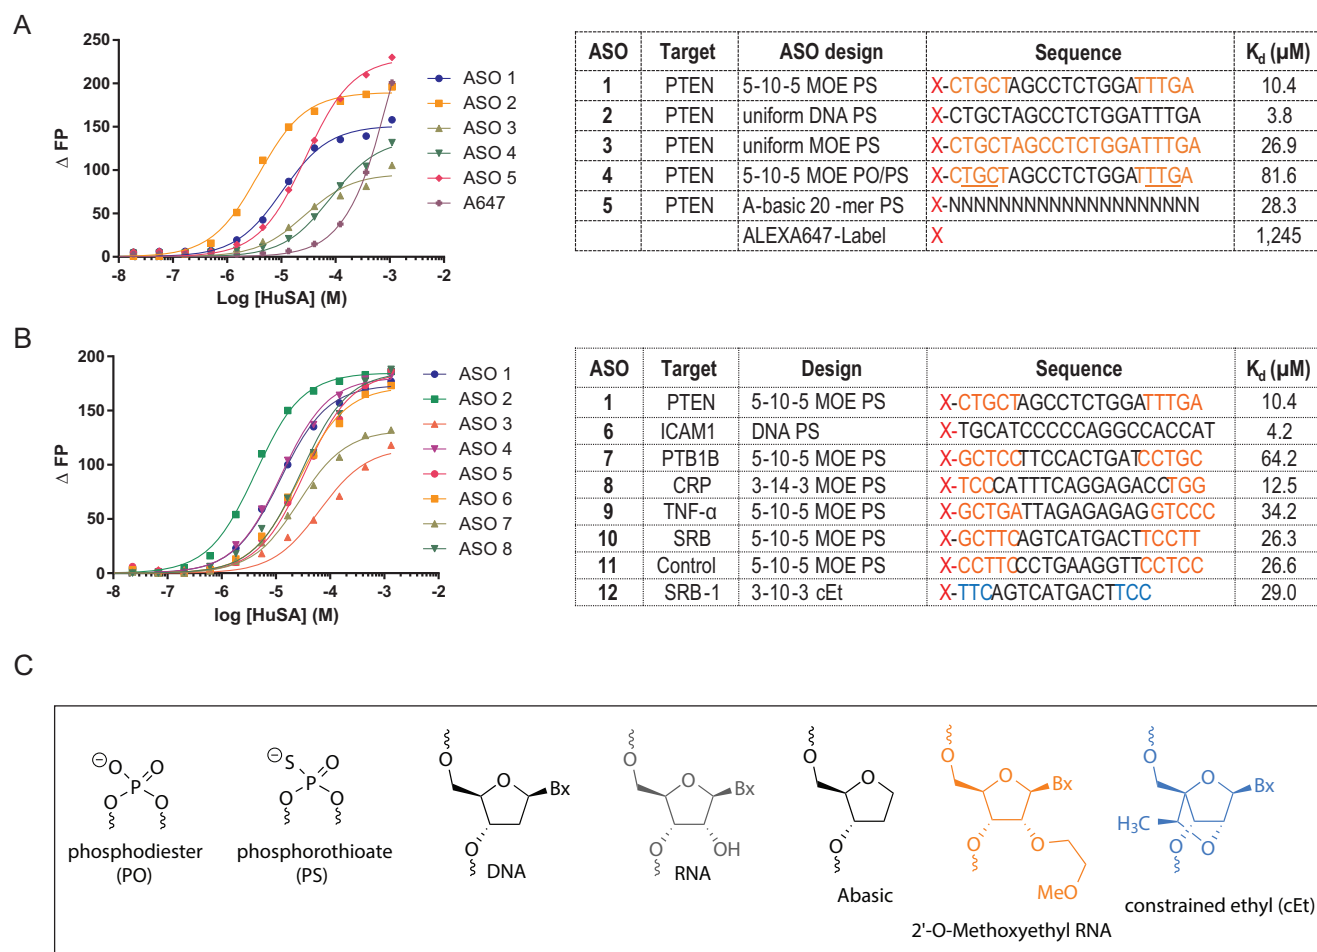 A
250
200
150
100
50
0
Δ FP
-8 -7 -6 -5 -4 -3 -2
Log [HuSA] (M)
ASO 1
ASO 2
ASO 3
ASO 4
ASO 5
A647
ASO Target ASO design Sequence Kd (µM)
1 PTEN 5-10-5 MOE PS X-CTGCTAGCCTCTGGATTTGA 10.4
2 PTEN uniform DNA PS X-CTGCTAGCCTCTGGATTTGA 3.8
3 PTEN uniform MOE PS X-CTGCTAGCCTCTGGATTTGA 26.9
4 PTEN 5-10-5 MOE PO/PS X-CTGCTAGCCTCTGGATTTGA 81.6
5 PTEN A-basic 20 -mer PS X-NNNNNNNNNNNNNNNNNNNN 28.3
ALEXA647-Label X 1,245
B
200
150
100
50
0
Δ FP
-8 -7 -6 -5 -4 -3 -2
log [HuSA] (M)
ASO 1
ASO 2
ASO 3
ASO 4
ASO 5
ASO 6
ASO 7
ASO 8
ASO Target Design Sequence Kd (µM)
1 PTEN 5-10-5 MOE PS X-CTGCTAGCCTCTGGATTTGA 10.4
6 ICAM1 DNA PS X-TGCATCCCCCAGGCCACCAT 4.2
7 PTB1B 5-10-5 MOE PS X-GCTCCTTCCACTGATCCTGC 64.2
8 CRP 3-14-3 MOE PS X-TCCCATTTCAGGAGACCTGG 12.5
9 TNF-α 5-10-5 MOE PS X-GCTGATTAGAGAGAGGTCCC 34.2
10 SRB 5-10-5 MOE PS X-GCTTCAGTCATGACTTCCTT 26.3
11 Control 5-10-5 MOE PS X-CCTTCCCTGAAGGTTCCTCC 26.6
12 SRB-1 3-10-3 cEt X-TTCAGTCATGACTTCC 29.0
C
⊖O O
P
O O
phosphodiester
(PO)
⊖S O
P
O O
phosphorothioate
(PS)
O
O Bx
O
DNA
O
O Bx
O OH
RNA
O
O
O
Abasic
O
O Bx
O O
MeO
2'-O-Methoxyethyl RNA
O
O Bx
H3C
O O
constrained ethyl (cEt)